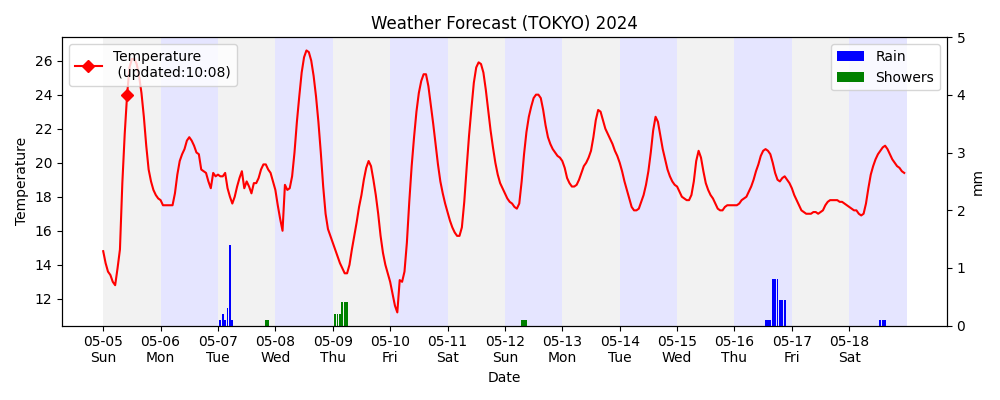 Weather Forecast (TOKYO) 2024
Temperature
(updated:10:08)
Rain
Showers
26
24
22
20
18
16
14
12
Temperature
5
4
3
2
1
0
mm
05-05 05-06 05-07 05-08 05-09 05-10 05-11 05-12 05-13 05-14 05-15 05-16 05-17 05-18
Sun Mon Tue Wed Thu Fri Sat Sun Mon Tue Wed Thu Fri Sat
Date